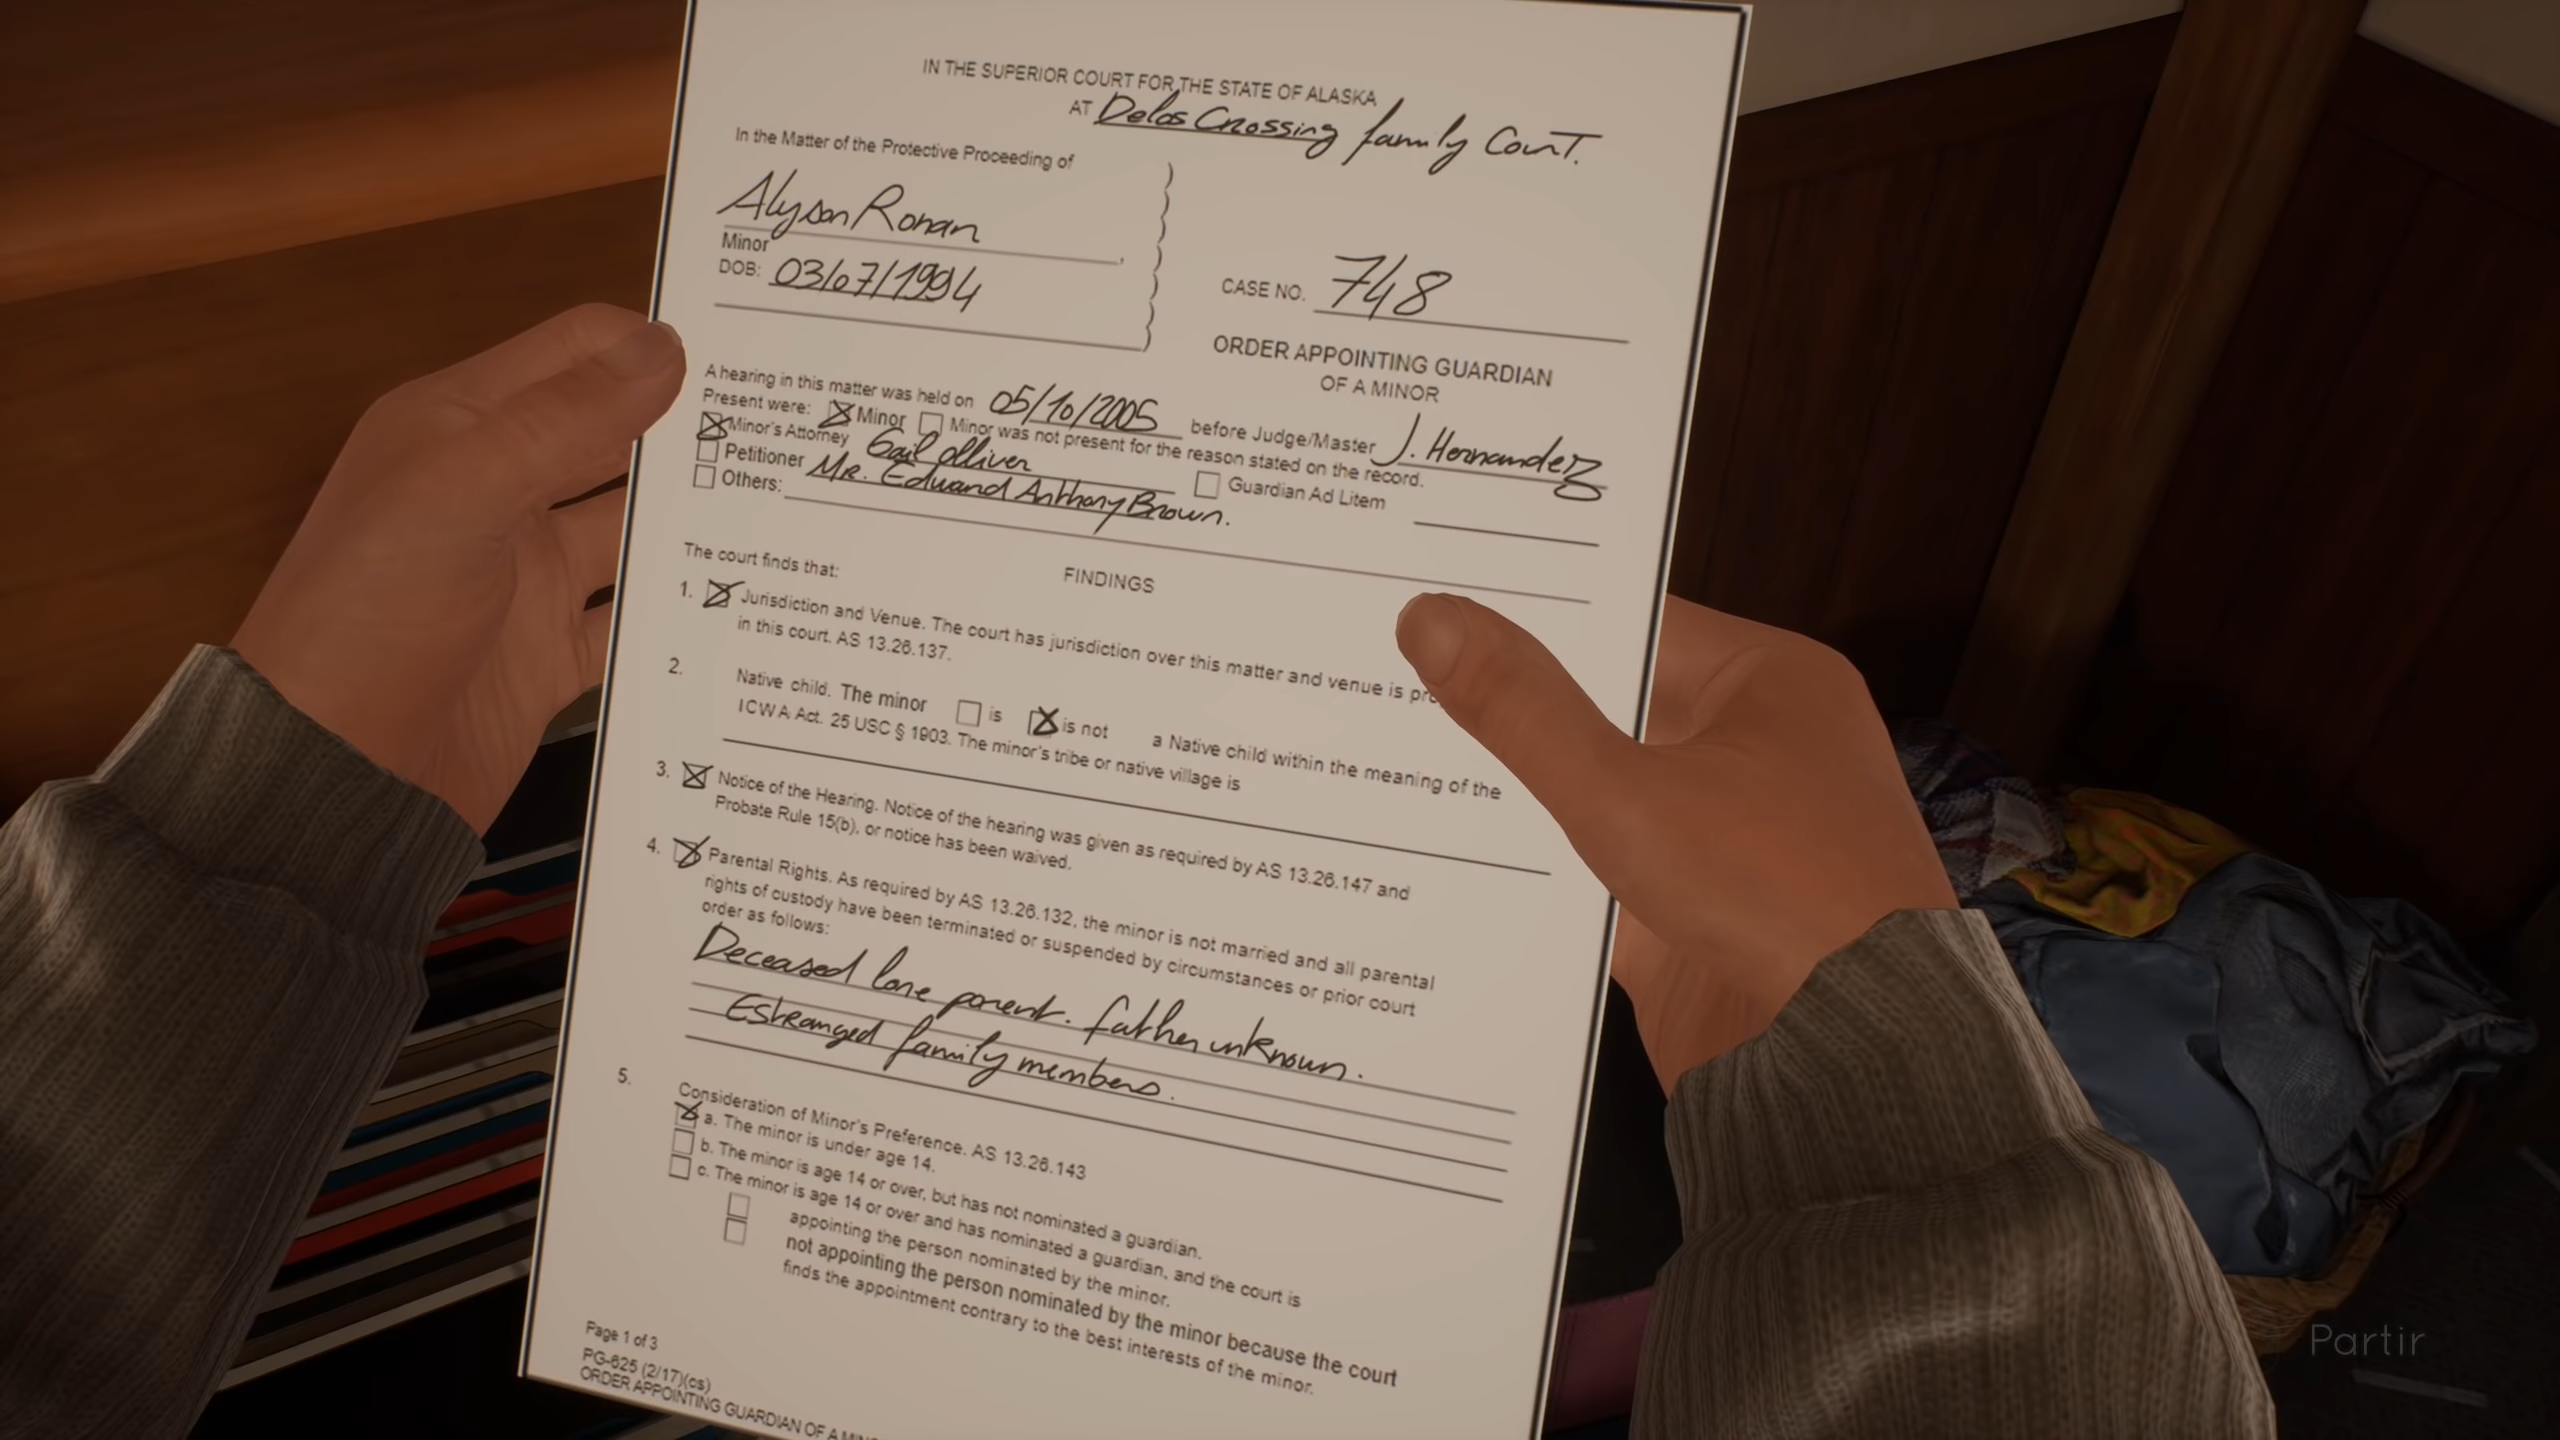 IN THE SUPERIOR COURT FOR THE STATE OF ALASKA
AT Delos Crossing family Court.
In the Matter of the Protective Proceeding of
Alyson Ronan
Minor
DOB: 03/07/1994
CASE NO. 748
ORDER APPOINTING GUARDIAN
OF A MINOR
A hearing in this matter was held on 05/10/2005 before Judge/Master J. Hernandez
Present were: Minor Minor was not present for the reason stated on the record.
Minor's Attorney Gail Olliver Guardian Ad Litem
Petitioner Mr. Edward Anthony Brown.
Others:
FINDINGS
The court finds that:
1. Jurisdiction and Venue. The court has jurisdiction over this matter and venue is
in this court. AS 13.26.137.
2. Native child. The minor is is not a Native child within the meaning of the
ICWA Act. 25 USC § 1903. The minor's tribe or native village is
3. Notice of the Hearing. Notice of the hearing was given as required by AS 13.26.147 and
Probate Rule 15(b), or notice has been waived.
4. Parental Rights. As required by AS 13.26.132, the minor is not married and all parental
rights of custody have been terminated or suspended by circumstances or prior court
order as follows:
Deceased lone parent. father unknown.
Estranged family members.
5. Consideration of Minor's Preference. AS 13.26.143
a. The minor is under age 14.
b. The minor is age 14 or over, but has not nominated a guardian.
c. The minor is age 14 or over and has nominated a guardian, and the court is
appointing the person nominated by the minor.
not appointing the person nominated by the minor because the court
finds the appointment contrary to the best interests of the minor.
Page 1 of 3
PG-625 (2/17)(cs)
ORDER APPOINTING GUARDIAN OF A
Partir